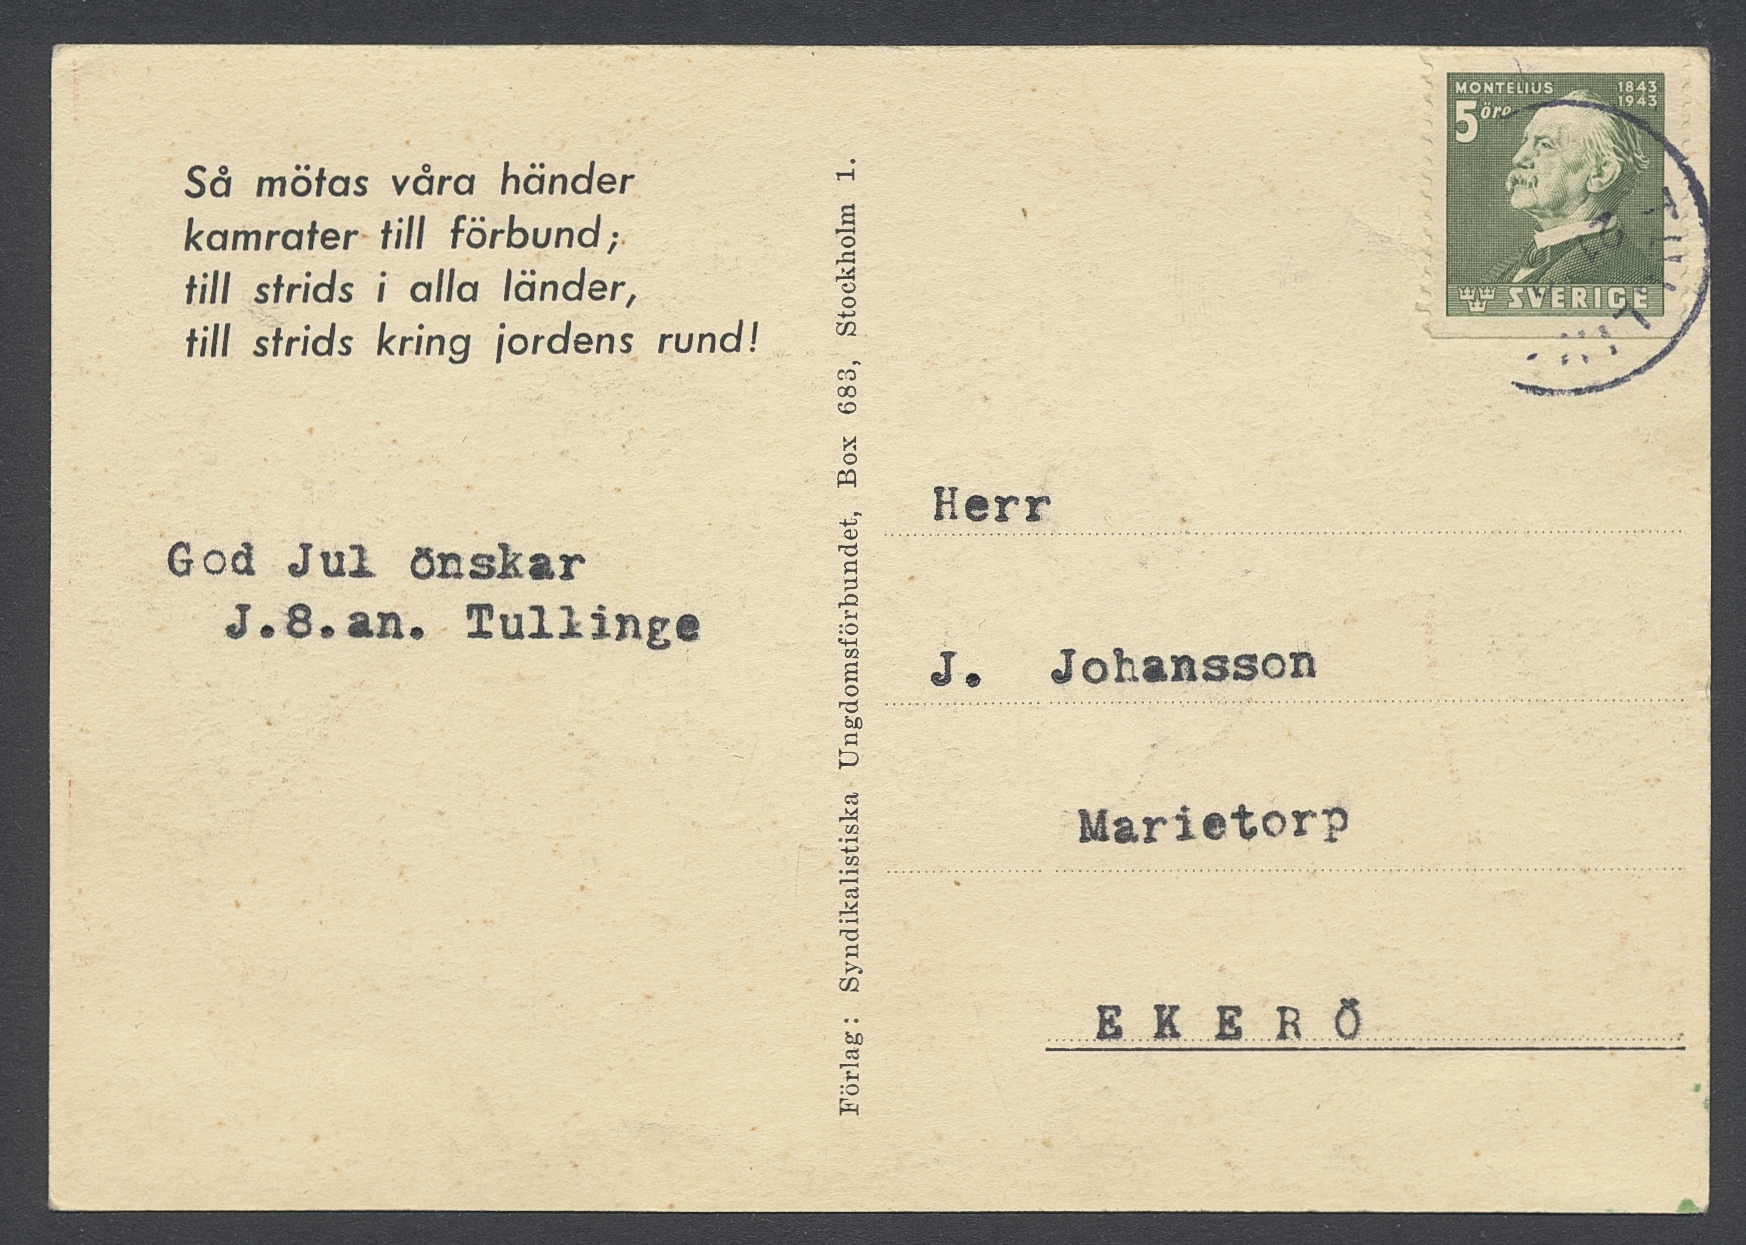 Så mötas våra händer
kamrater till förbund;
till strids i alla länder,
till strids kring jordens rund!
God Jul önskar
J.8.an. Tullinge
Förlag: Syndikalistiska Ungdomsförbundet, Box 683, Stockholm 1.
MONTELIUS 1843
1943
5 öre
SVERIGE
Herr
J. Johansson
Marietorp
EKERÖ